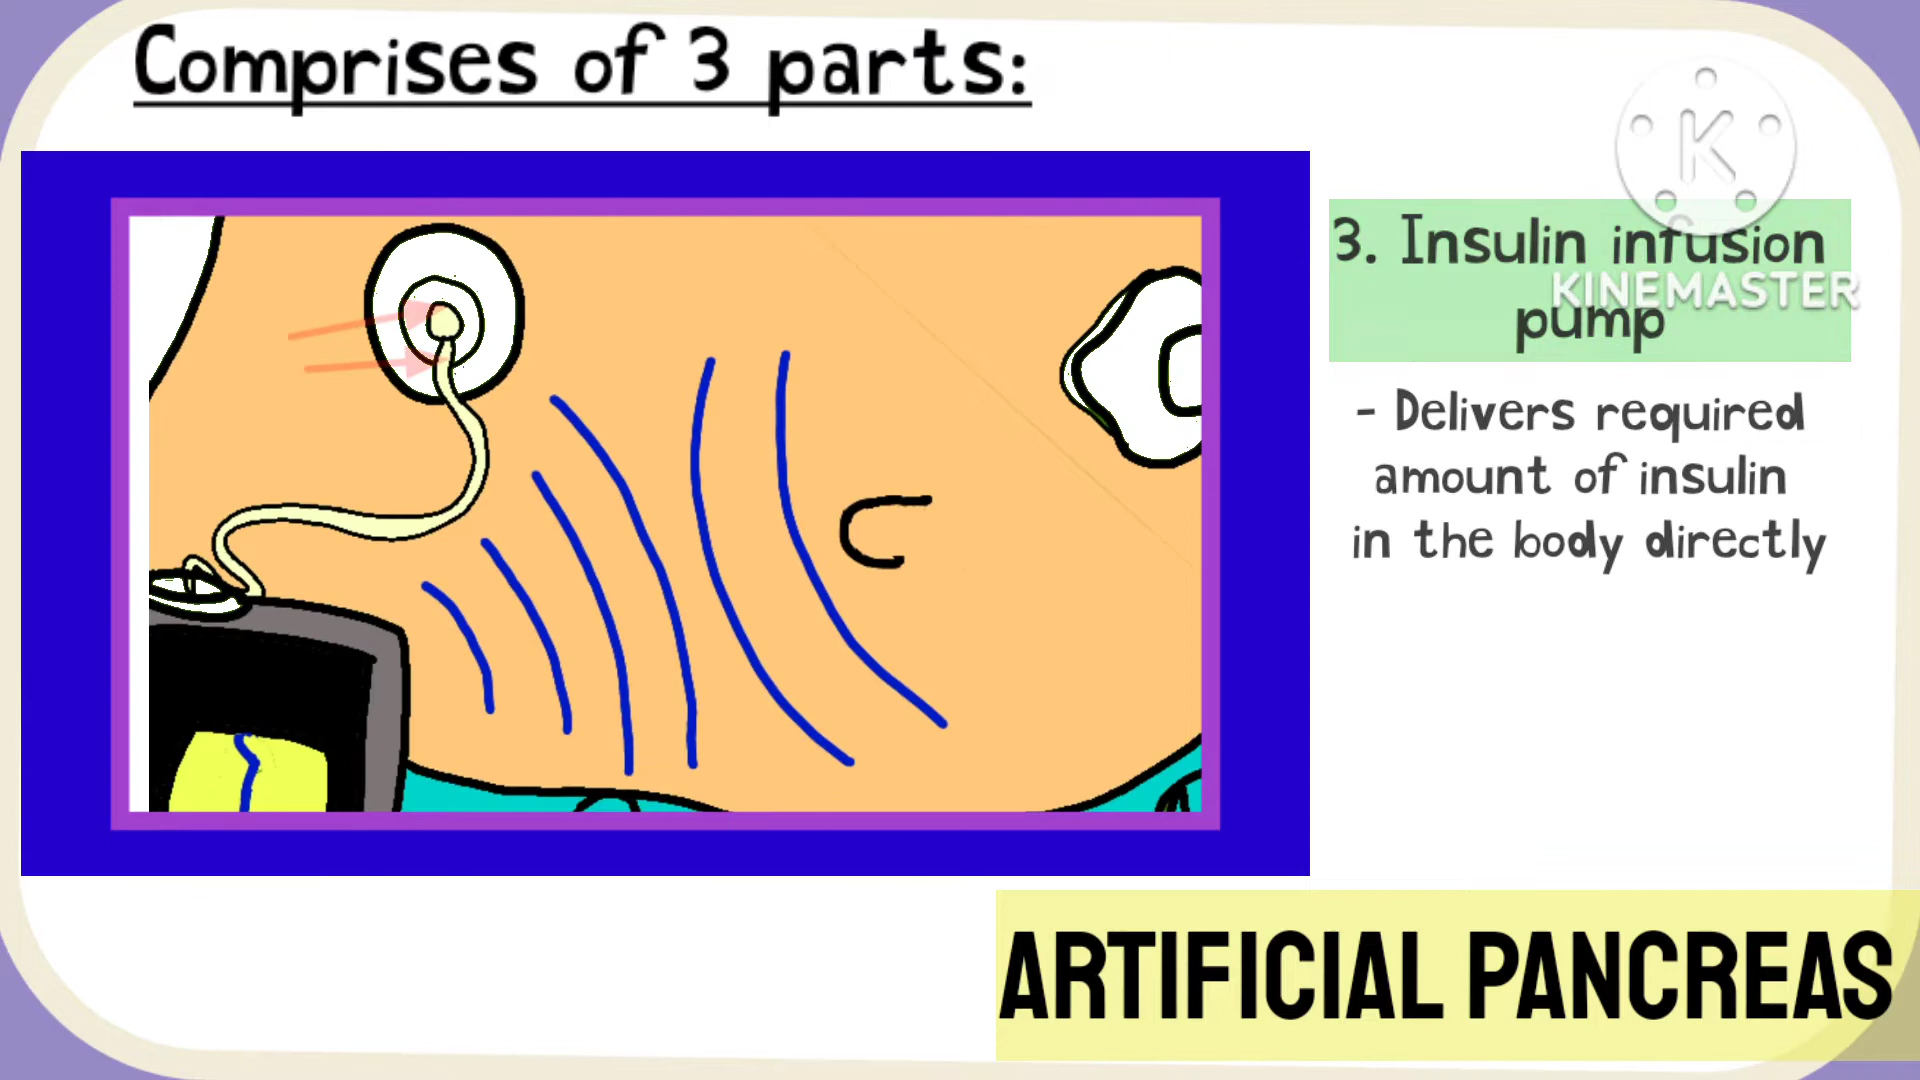 Comprises of 3 parts:
K
KINEMASTER
3. Insulin infusion
pump
- Delivers required
amount of insulin
in the body directly
ARTIFICIAL PANCREAS